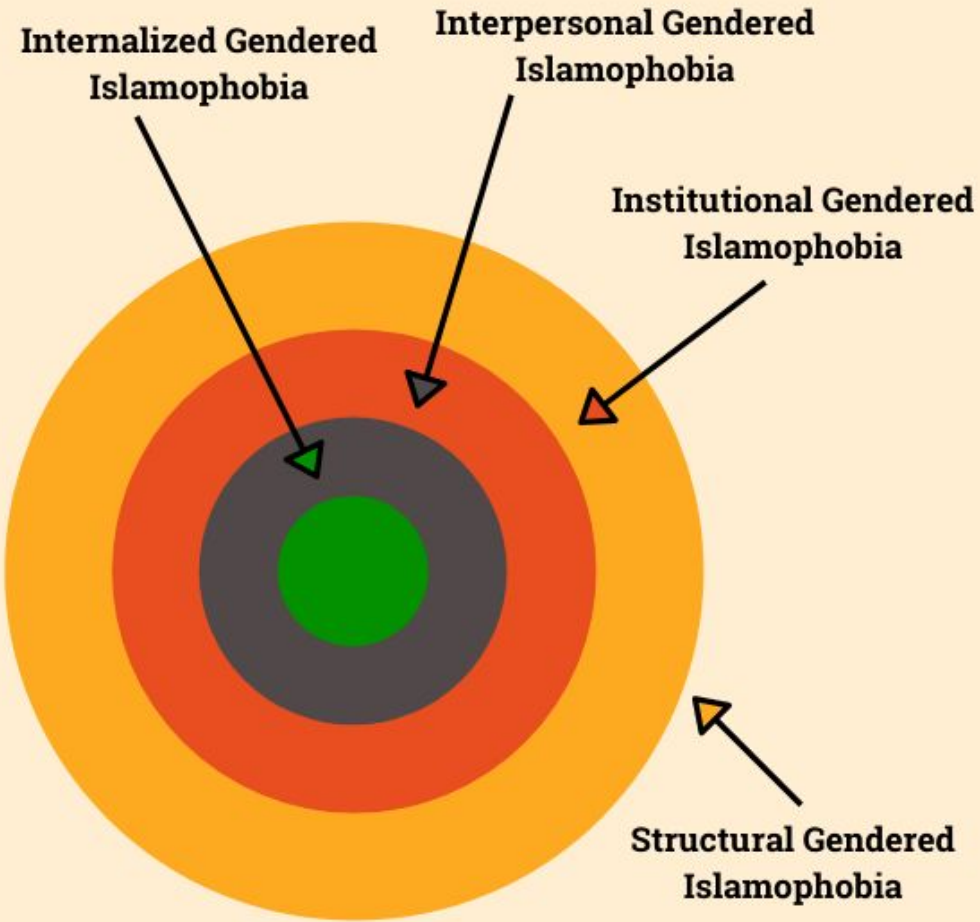 Internalized Gendered
Islamophobia
Interpersonal Gendered
Islamophobia
Institutional Gendered
Islamophobia
Structural Gendered
Islamophobia